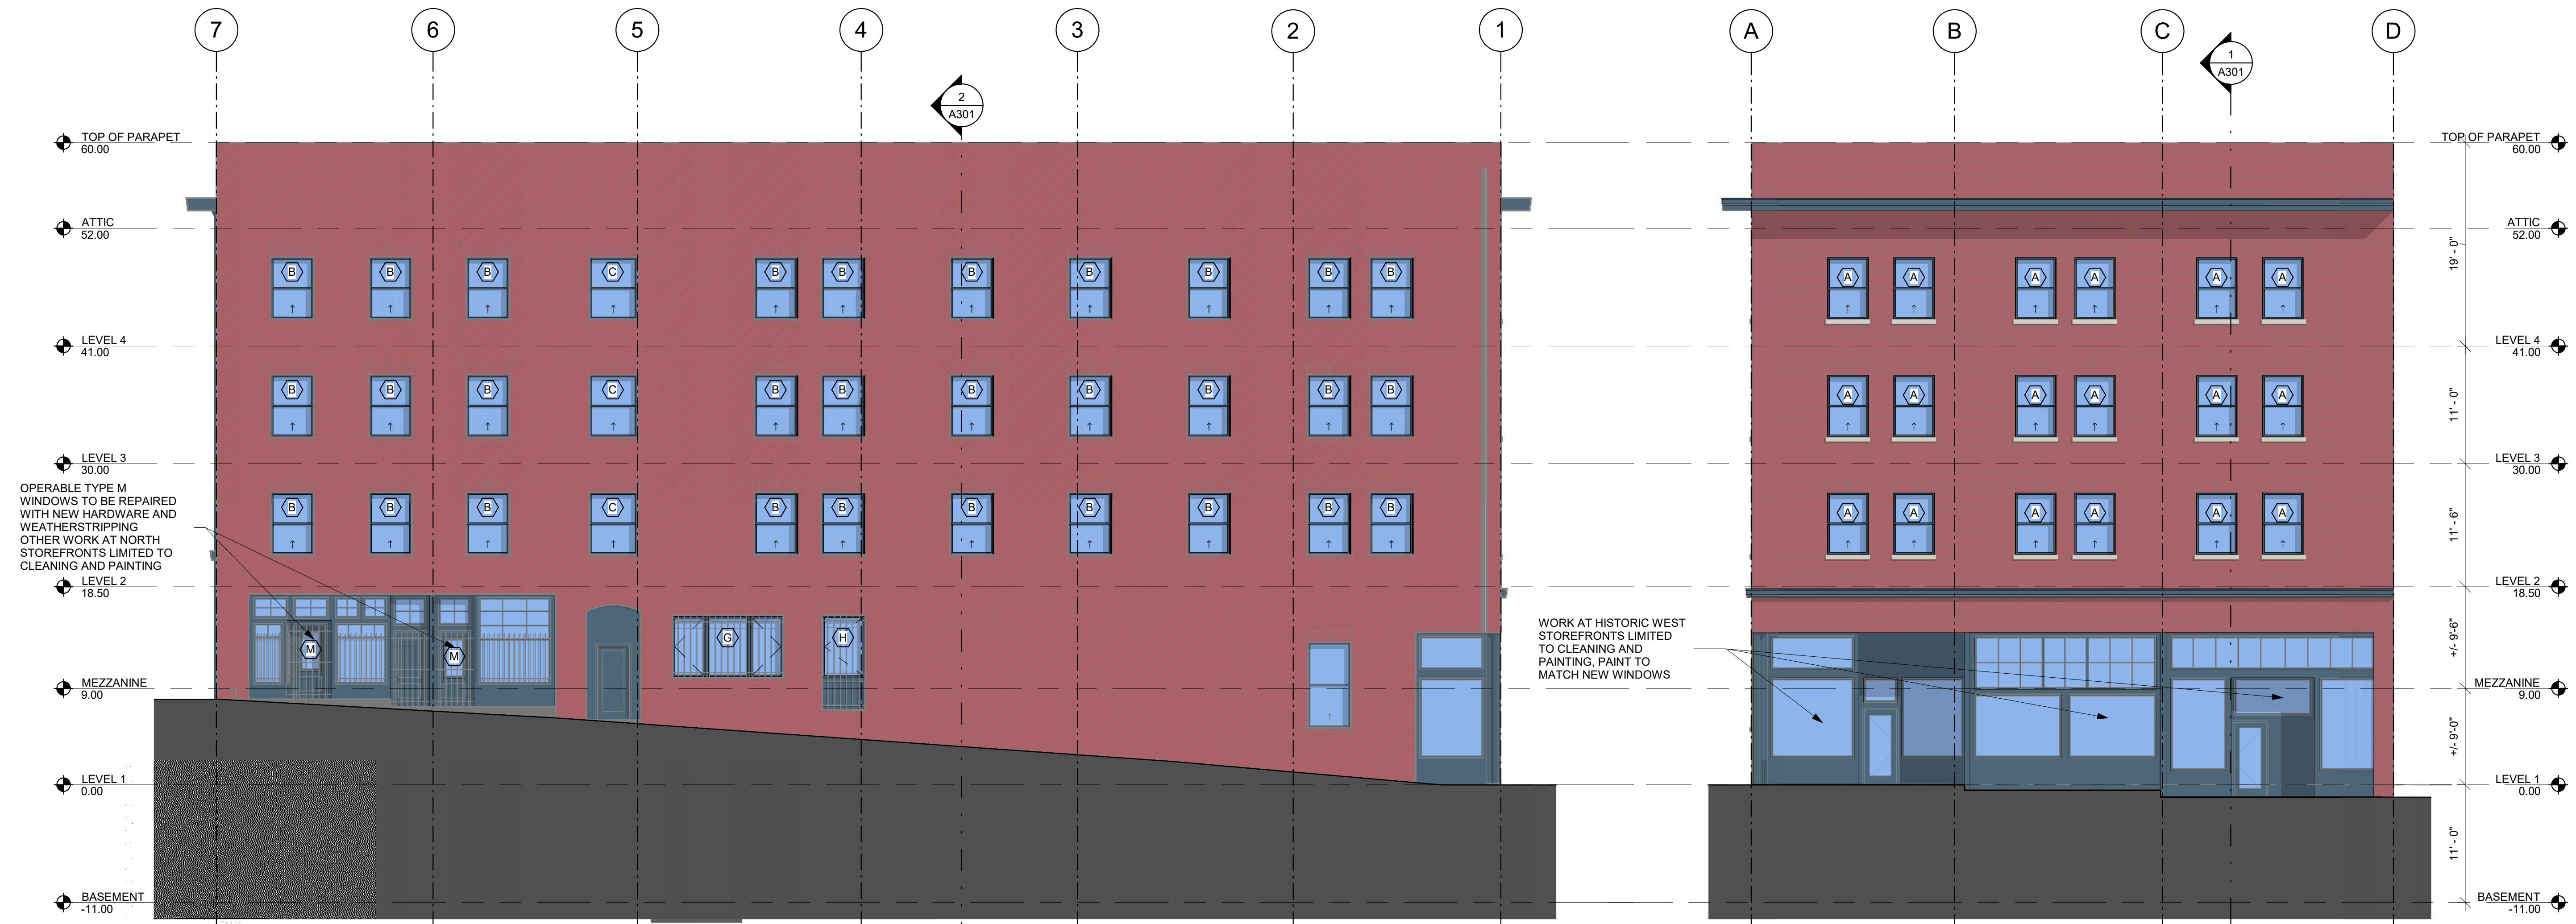 7 6 5 4 3 2 1 A B C D
2
A301
1
A301
TOP OF PARAPET
60.00
ATTIC
52.00
LEVEL 4
41.00
LEVEL 3
30.00
OPERABLE TYPE M
WINDOWS TO BE REPAIRED
WITH NEW HARDWARE AND
WEATHERSTRIPPING
OTHER WORK AT NORTH
STOREFRONTS LIMITED TO
CLEANING AND PAINTING
LEVEL 2
18.50
MEZZANINE
9.00
LEVEL 1
0.00
BASEMENT
-11.00
B B B C B B B B B B B
B B B C B B B B B B B
B B B C B B B B B B B
M M G H
WORK AT HISTORIC WEST
STOREFRONTS LIMITED
TO CLEANING AND
PAINTING, PAINT TO
MATCH NEW WINDOWS
A A A A A A
A A A A A A
A A A A A A
19' - 0"
11' - 0"
11' - 6"
+/- 9'-6"
+/- 9'-0"
11' - 0"
TOP OF PARAPET
60.00
ATTIC
52.00
LEVEL 4
41.00
LEVEL 3
30.00
LEVEL 2
18.50
MEZZANINE
9.00
LEVEL 1
0.00
BASEMENT
-11.00